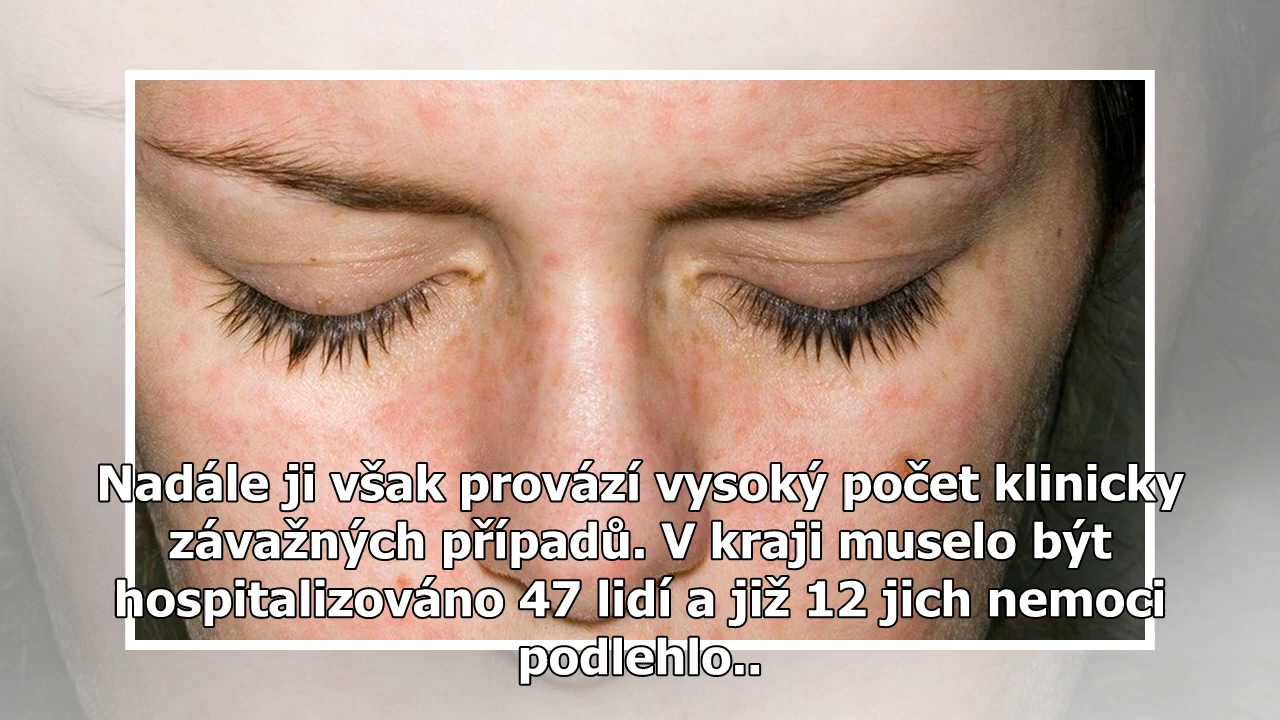 Nadále ji však provází vysoký počet klinicky
závažných případů. V kraji muselo být
hospitalizováno 47 lidí a již 12 jich nemoci
podlehlo..